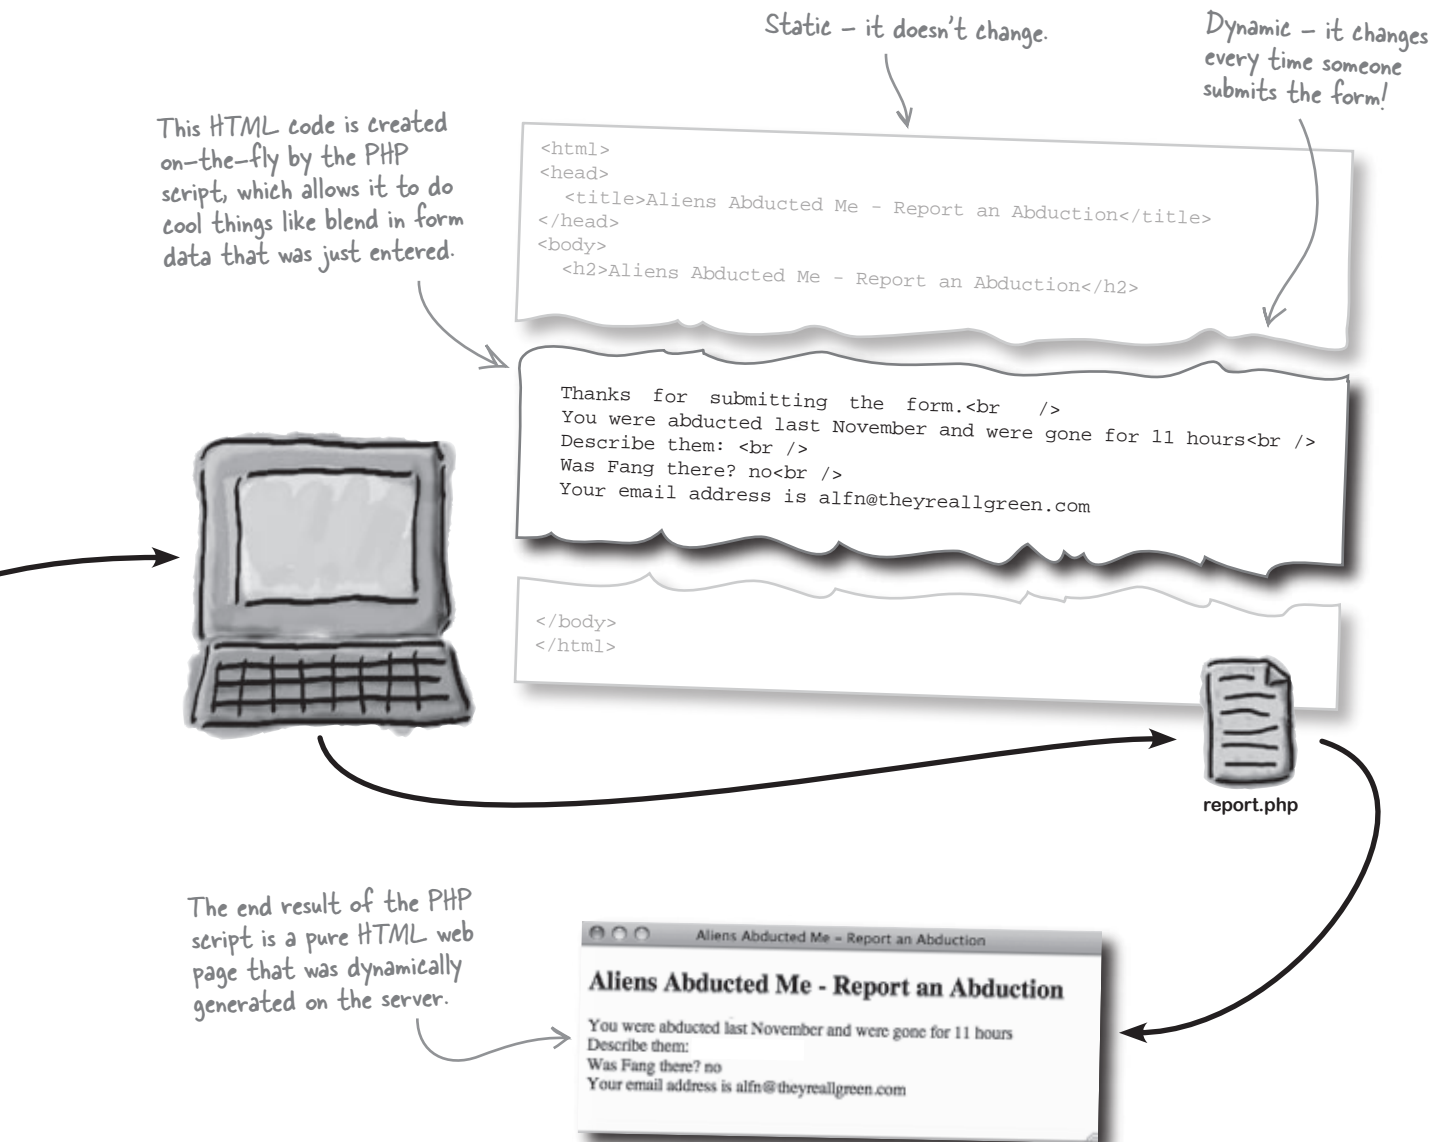 Static – it doesn't change.
Dynamic – it changes
every time someone
submits the form!
This HTML code is created
on-the-fly by the PHP
script, which allows it to do
cool things like blend in form
data that was just entered.
<html>
<head>
<title>Aliens Abducted Me - Report an Abduction</title>
</head>
<body>
<h2>Aliens Abducted Me - Report an Abduction</h2>
Thanks for submitting the form.<br />
You were abducted last November and were gone for 11 hours<br />
Describe them: <br />
Was Fang there? no<br />
Your email address is alfn@theyreallgreen.com
</body>
</html>
report.php
The end result of the PHP
script is a pure HTML web
page that was dynamically
generated on the server.
Aliens Abducted Me – Report an Abduction
Aliens Abducted Me - Report an Abduction
You were abducted last November and were gone for 11 hours
Describe them:
Was Fang there? no
Your email address is alfn@theyreallgreen.com